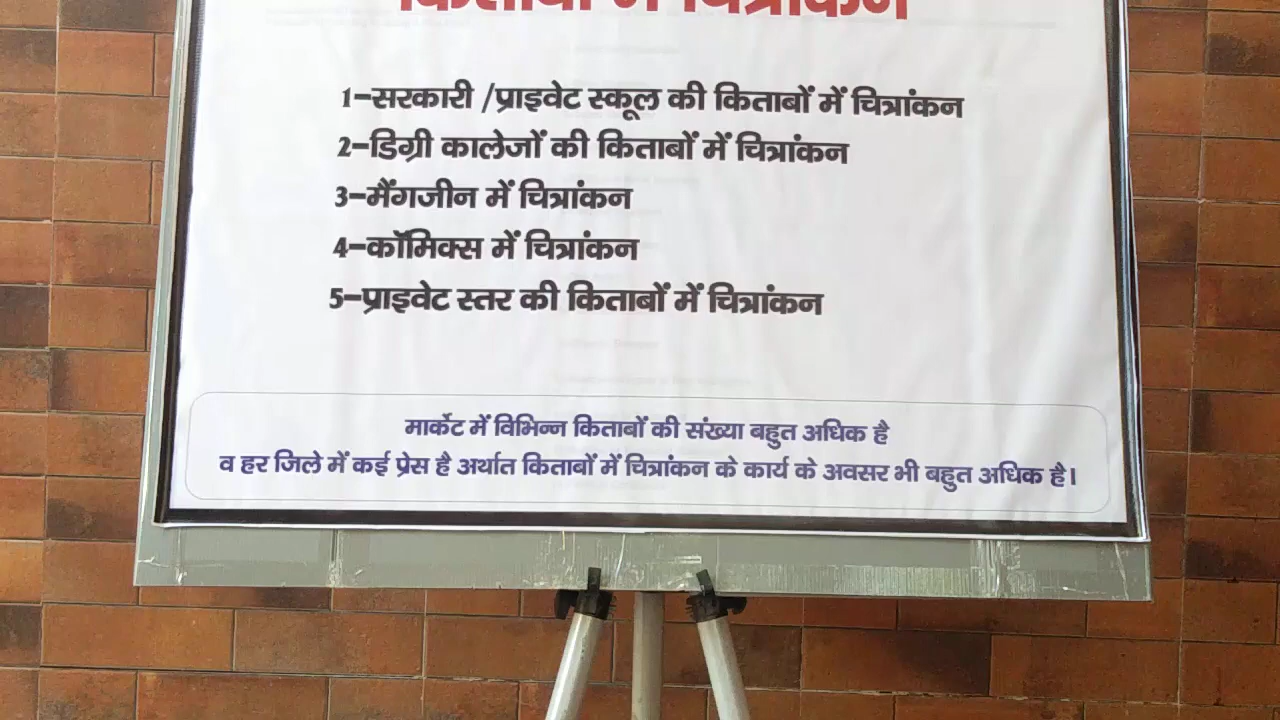 किताबों में चित्रांकन
1-सरकारी /प्राइवेट स्कूल की किताबों में चित्रांकन
2-डिग्री कालेजों की किताबों में चित्रांकन
3-मैंगजीन में चित्रांकन
4-कॉमिक्स में चित्रांकन
5-प्राइवेट स्तर की किताबों में चित्रांकन
मार्केट में विभिन्न किताबों की संख्या बहुत अधिक है
व हर जिले में कई प्रेस है अर्थात किताबों में चित्रांकन के कार्य के अवसर भी बहुत अधिक है।